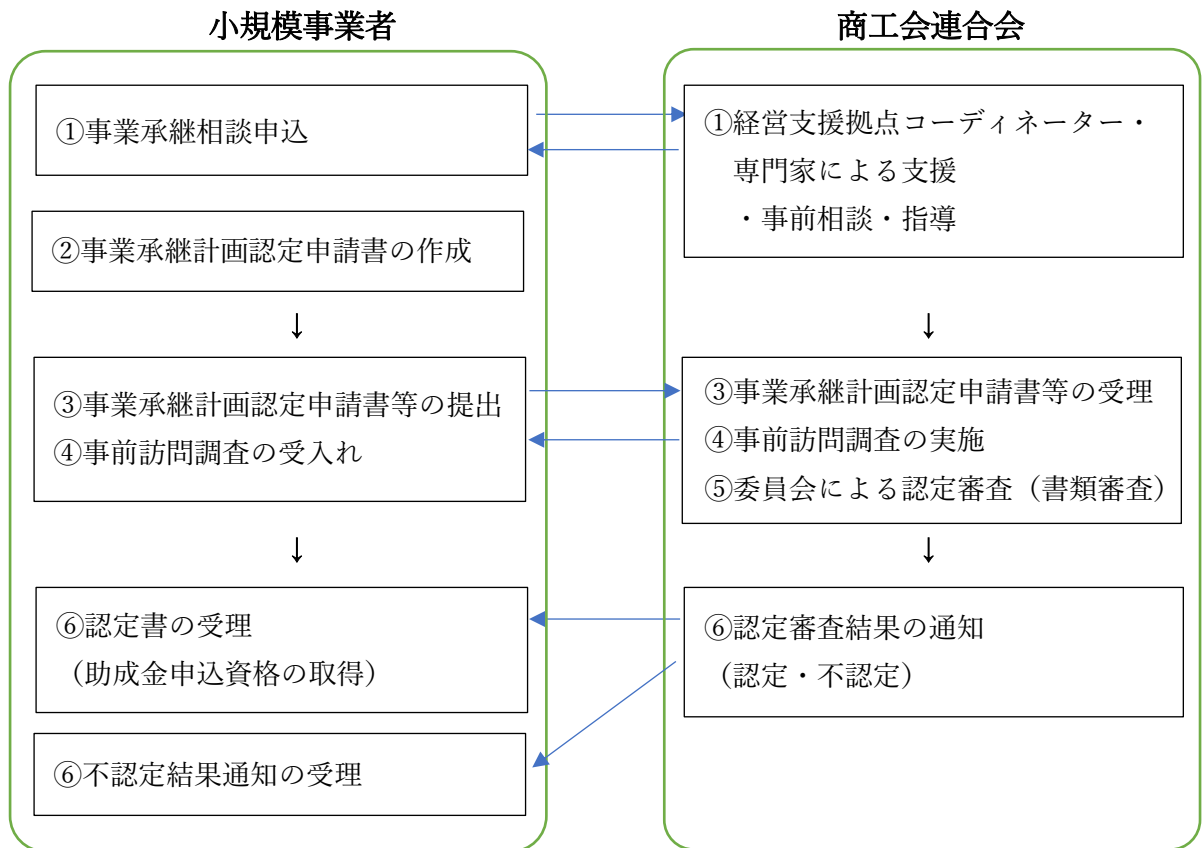 小規模事業者
①事業承継相談申込
②事業承継計画認定申請書の作成
↓
③事業承継計画認定申請書等の提出
④事前訪問調査の受入れ
↓
⑥認定書の受理
（助成金申込資格の取得）
⑥不認定結果通知の受理
商工会連合会
①経営支援拠点コーディネーター・
専門家による支援
・事前相談・指導
↓
③事業承継計画認定申請書等の受理
④事前訪問調査の実施
⑤委員会による認定審査（書類審査）
↓
⑥認定審査結果の通知
（認定・不認定）